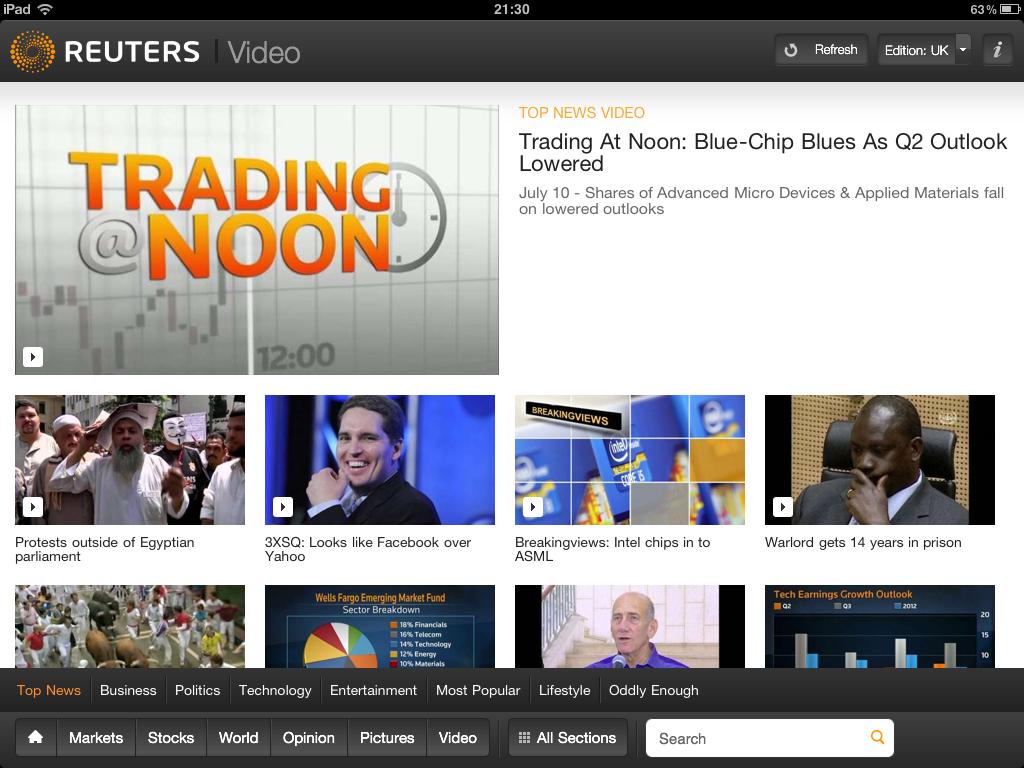 iPad 21:30 63%
REUTERS Video Refresh Edition: UK i
TRADING
@NOON
12:00
TOP NEWS VIDEO
Trading At Noon: Blue-Chip Blues As Q2 Outlook
Lowered
July 10 - Shares of Advanced Micro Devices & Applied Materials fall
on lowered outlooks
BREAKINGVIEWS
intel
CORE i5
Protests outside of Egyptian
parliament
3XSQ: Looks like Facebook over
Yahoo
Breakingviews: Intel chips in to
ASML
Warlord gets 14 years in prison
Wells Fargo Emerging Market Fund
Sector Breakdown
18% Financials
16% Telecom
14% Technology
12% Energy
10% Materials
Tech Earnings Growth Outlook
Q2 Q3 2012
20
15
10
Top News Business Politics Technology Entertainment Most Popular Lifestyle Oddly Enough
Markets Stocks World Opinion Pictures Video All Sections Search